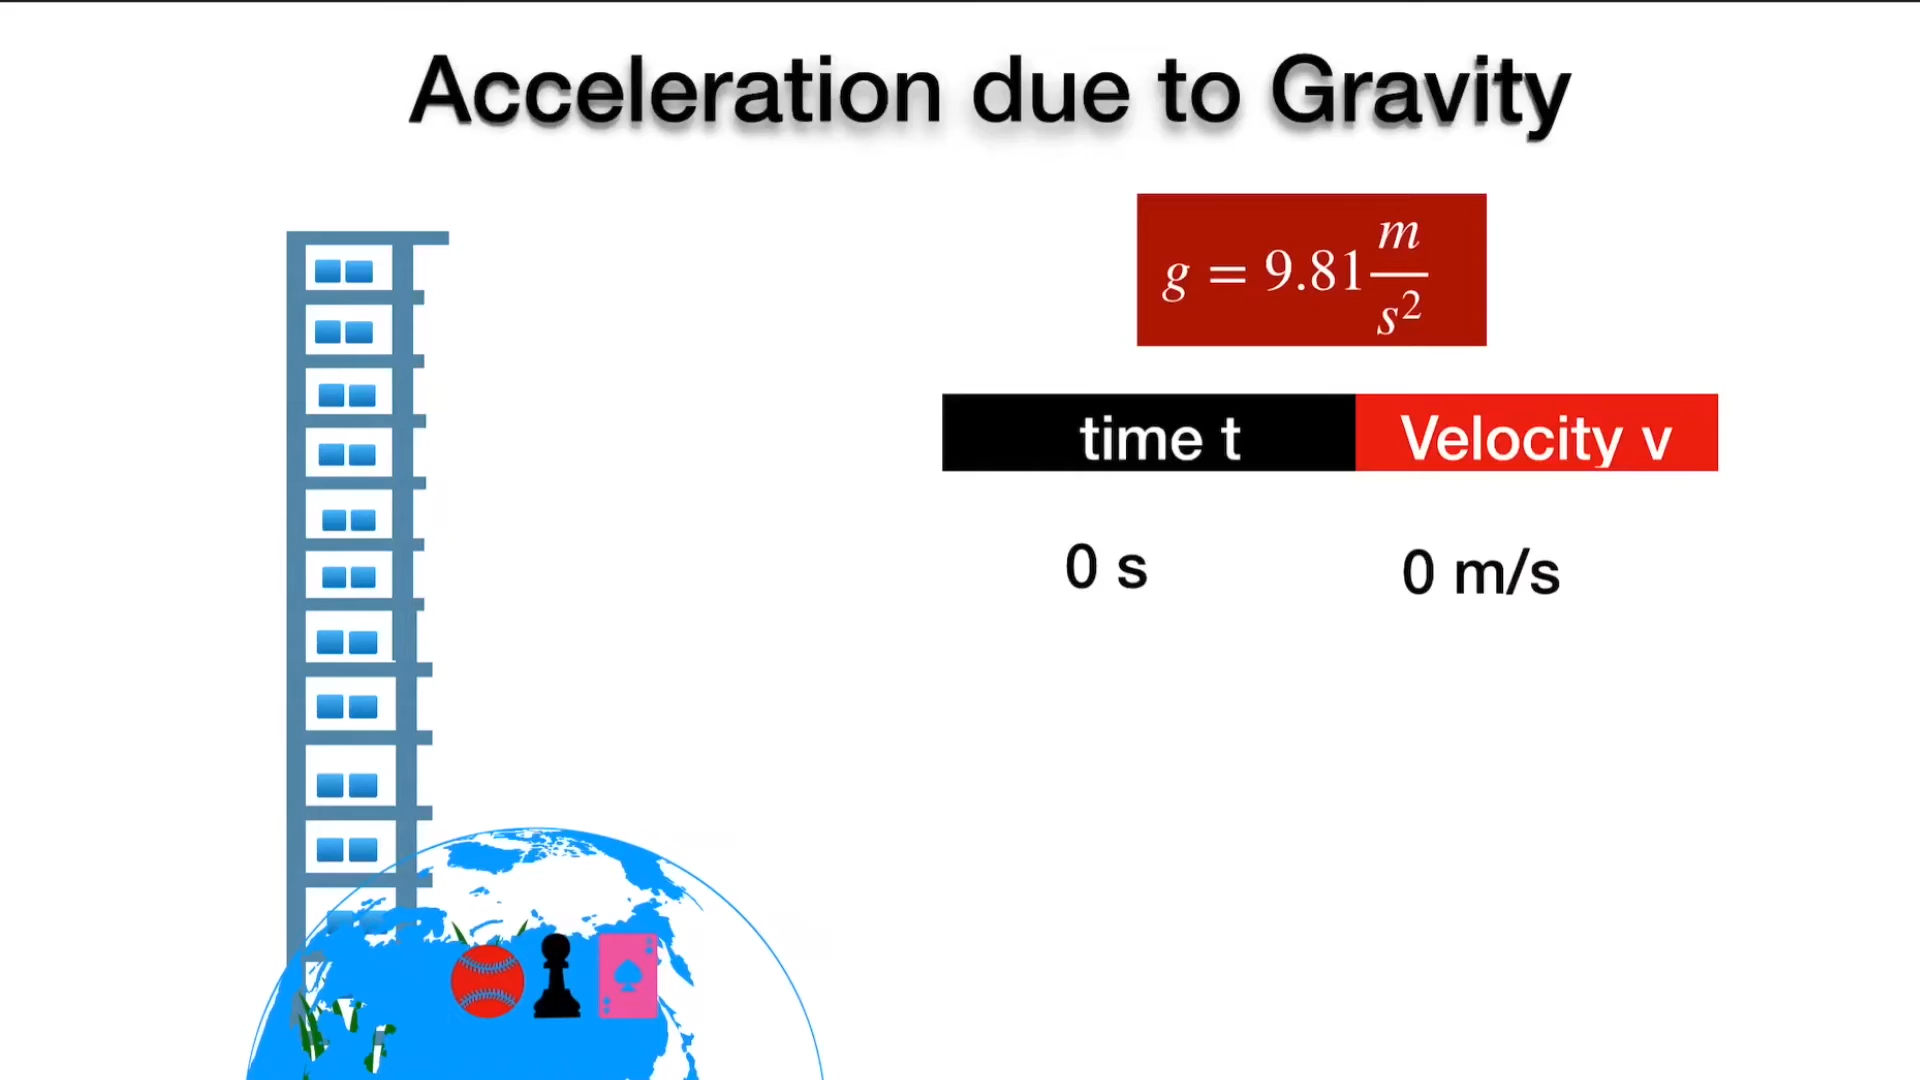 Acceleration due to Gravity
g = 9.81 m/s²
time t Velocity v
0 s 0 m/s